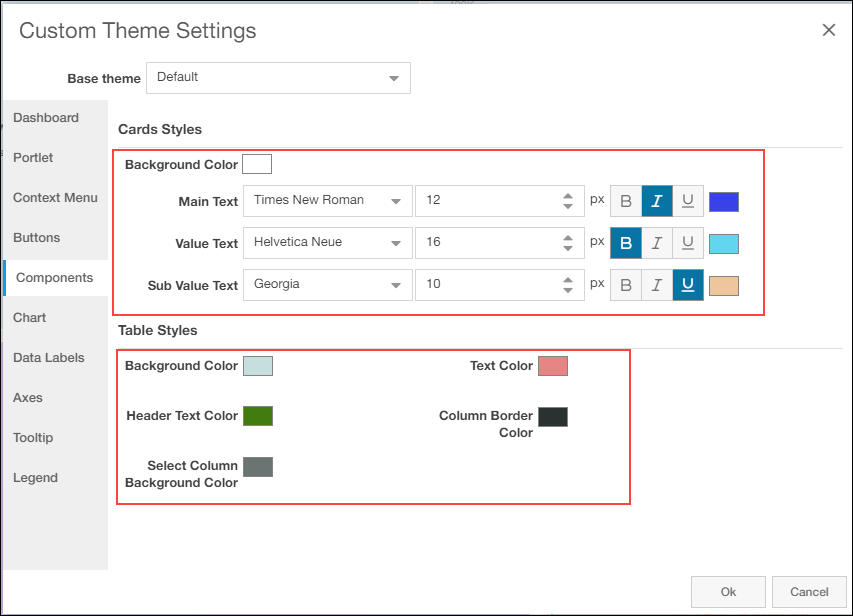 Custom Theme Settings
Base theme Default
Dashboard
Portlet
Context Menu
Buttons
Components
Chart
Data Labels
Axes
Tooltip
Legend
Cards Styles
Background Color
Main Text Times New Roman 12 px B I U
Value Text Helvetica Neue 16 px B I U
Sub Value Text Georgia 10 px B I U
Table Styles
Background Color
Text Color
Header Text Color
Column Border
Color
Select Column
Background Color
Ok Cancel